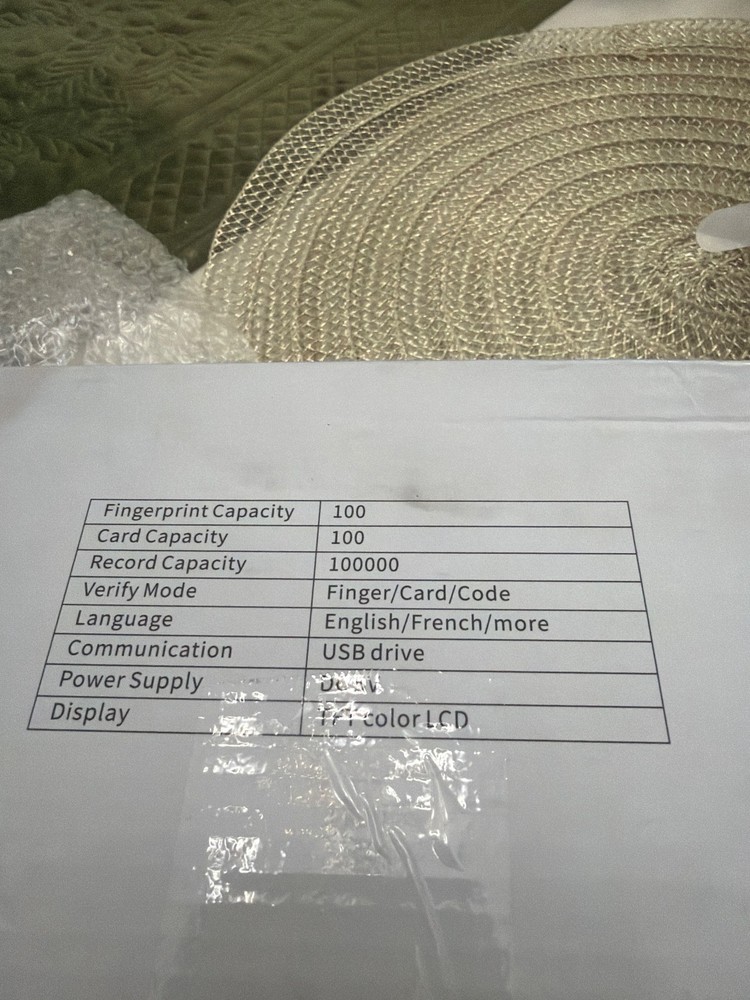 Fingerprint Capacity 100
Card Capacity 100
Record Capacity 100000
Verify Mode Finger/Card/Code
Language English/French/more
Communication USB drive
Power Supply
Display TFT color LCD